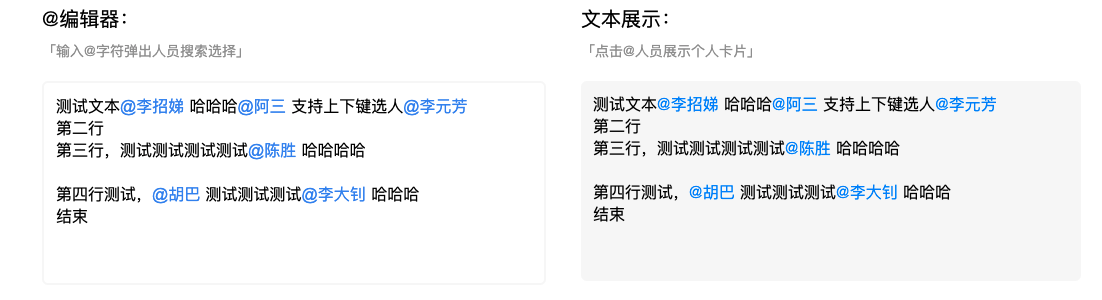 @编辑器：
「输入@字符弹出人员搜索选择」
测试文本@李招娣 哈哈哈@阿三 支持上下键选人@李元芳
第二行
第三行，测试测试测试测试@陈胜 哈哈哈哈
第四行测试，@胡巴 测试测试测试@李大钊 哈哈哈
结束
文本展示：
「点击@人员展示个人卡片」
测试文本@李招娣 哈哈哈@阿三 支持上下键选人@李元芳
第二行
第三行，测试测试测试测试@陈胜 哈哈哈哈
第四行测试，@胡巴 测试测试测试@李大钊 哈哈哈
结束